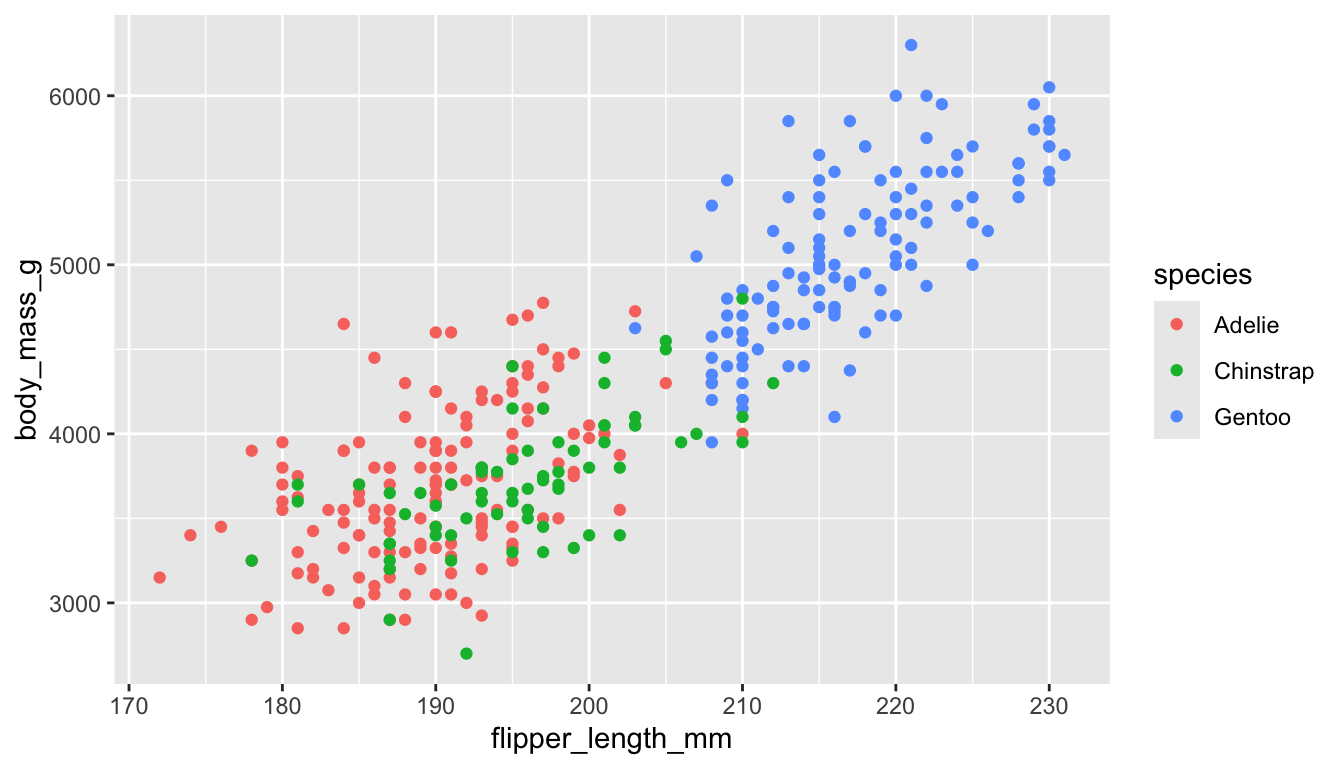 6000
5000
4000
3000
body_mass_g
170 180 190 200 210 220 230
flipper_length_mm
species
Adelie
Chinstrap
Gentoo